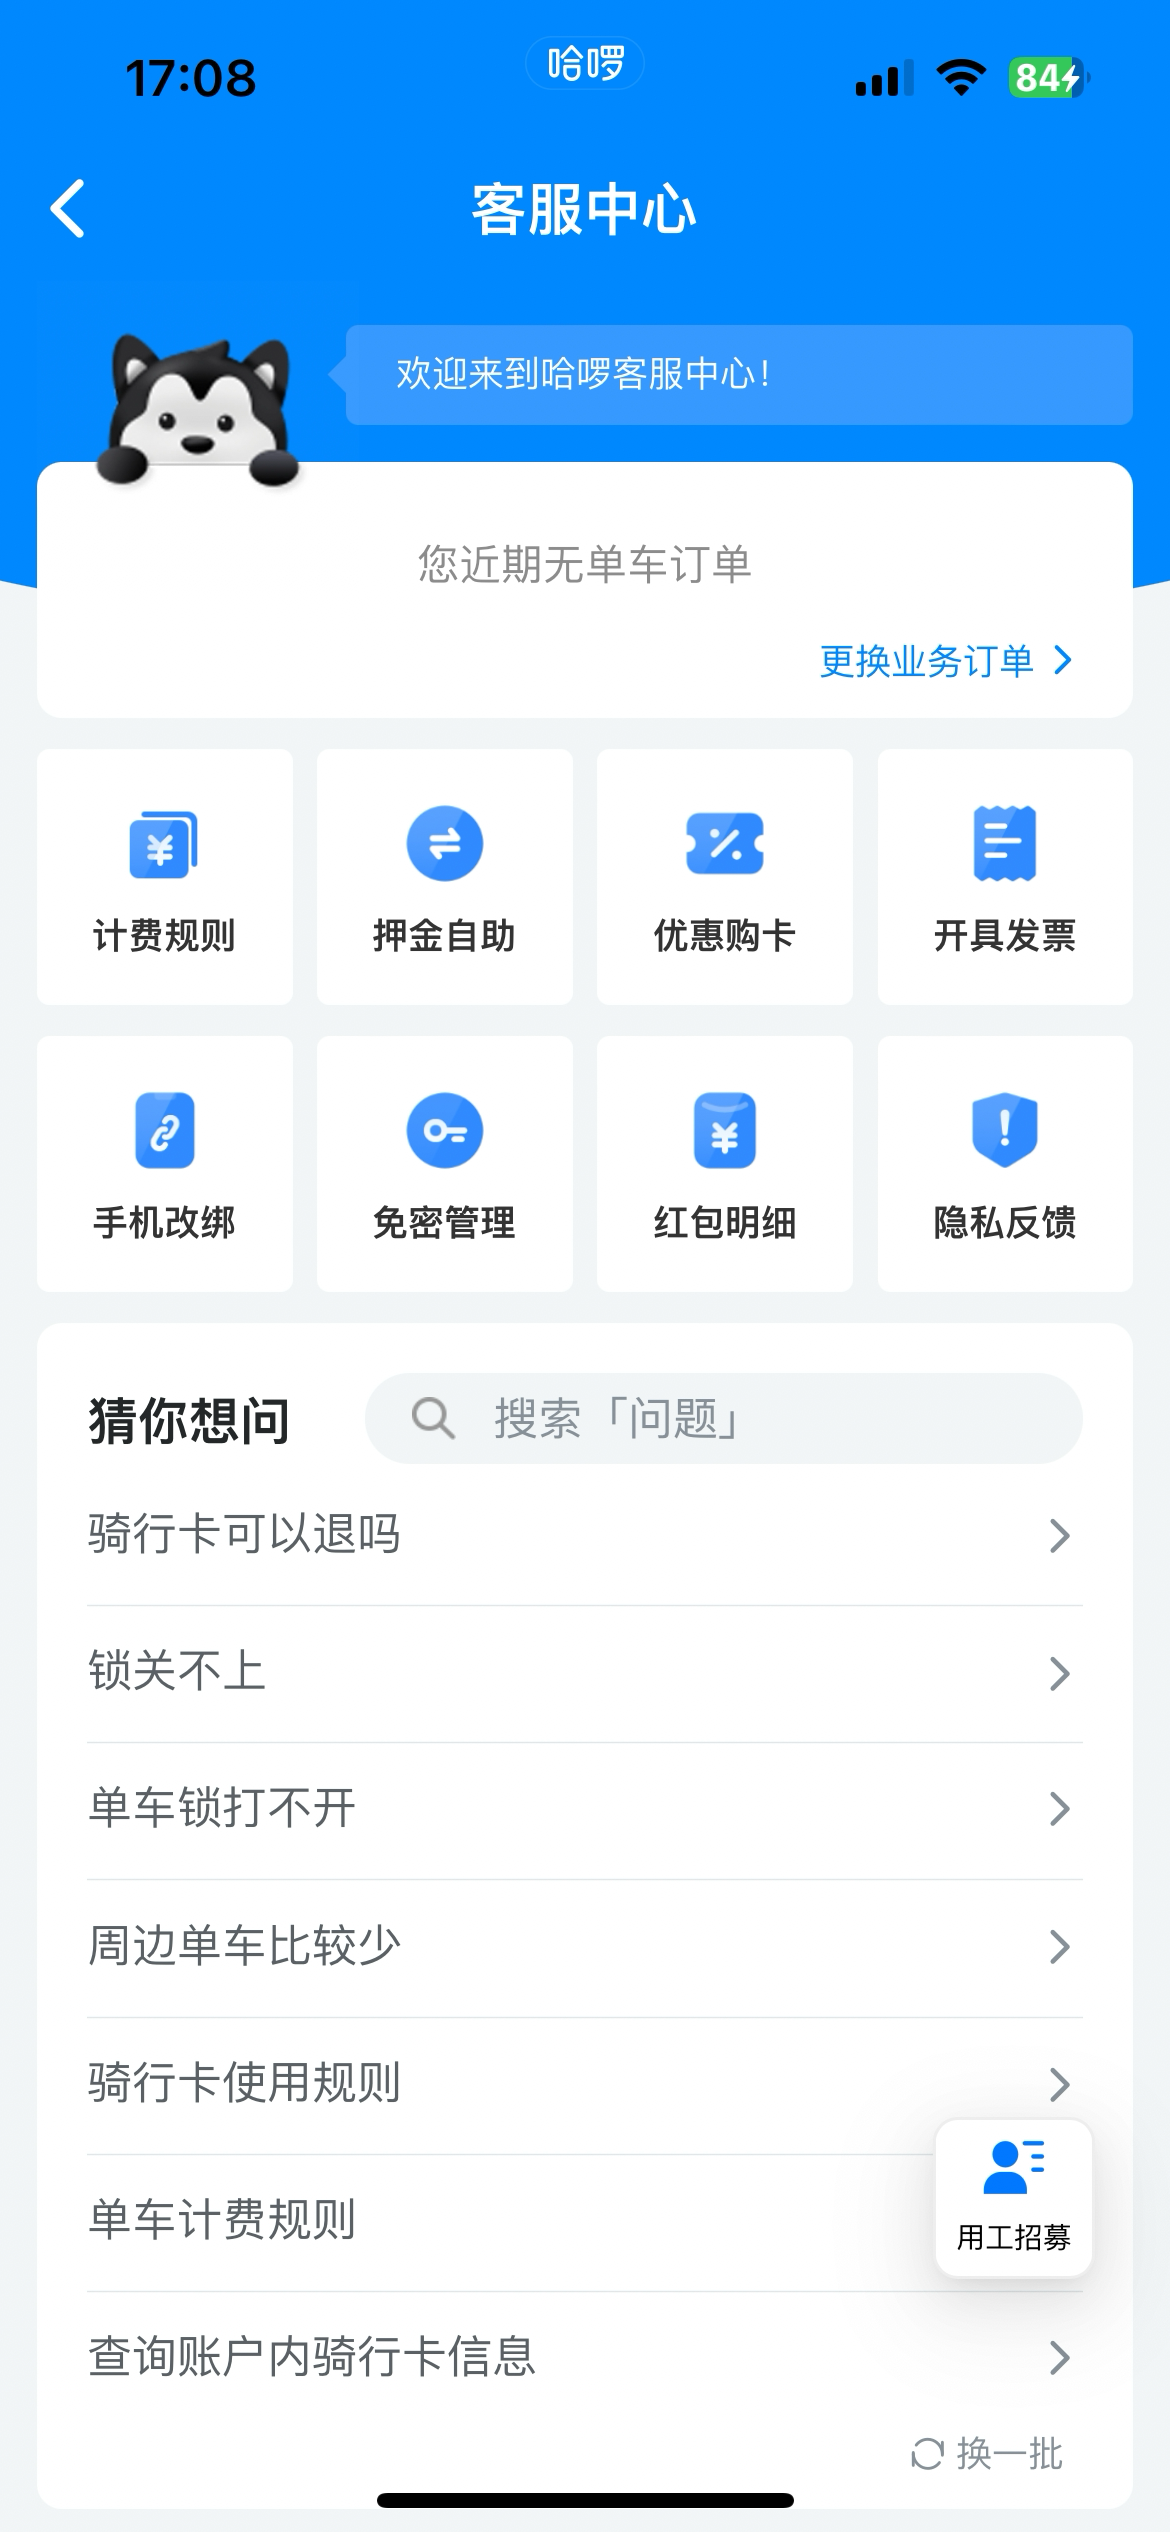 17:08
哈啰
84
客服中心
欢迎来到哈啰客服中心！
您近期无单车订单
更换业务订单
计费规则
押金自助
优惠购卡
开具发票
手机改绑
免密管理
红包明细
隐私反馈
猜你想问
搜索「问题」
骑行卡可以退吗
锁关不上
单车锁打不开
周边单车比较少
骑行卡使用规则
单车计费规则
用工招募
查询账户内骑行卡信息
换一批